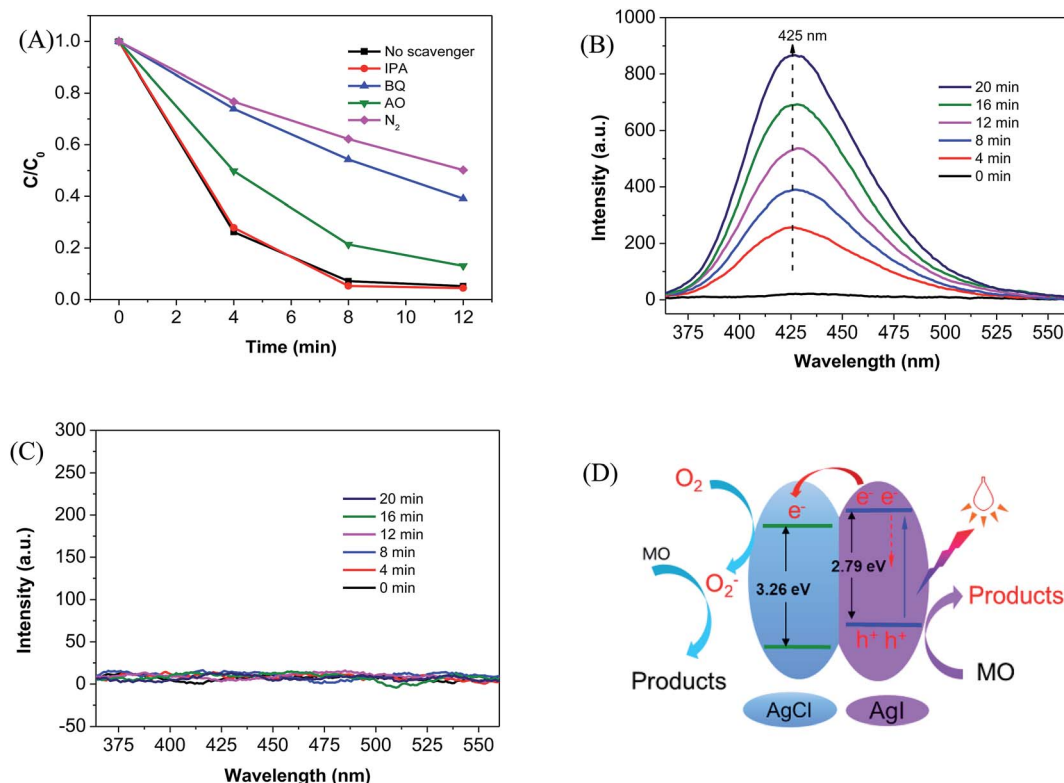 (A)
1.0
0.8
0.6
0.4
0.2
0.0
C/C₀
0 2 4 6 8 10 12
Time (min)
No scavenger
IPA
BQ
AO
N₂
(B)
1000
800
600
400
200
0
Intensity (a.u.)
425 nm
20 min
16 min
12 min
8 min
4 min
0 min
375 400 425 450 475 500 525 550
Wavelength (nm)
(C)
300
250
200
150
100
50
0
-50
Intensity (a.u.)
20 min
16 min
12 min
8 min
4 min
0 min
375 400 425 450 475 500 525 550
Wavelength (nm)
(D)
O₂
e⁻
e⁻ e⁻
MO
O₂⁻
3.26 eV
2.79 eV
Products
h⁺ h⁺
Products
MO
AgCl
AgI